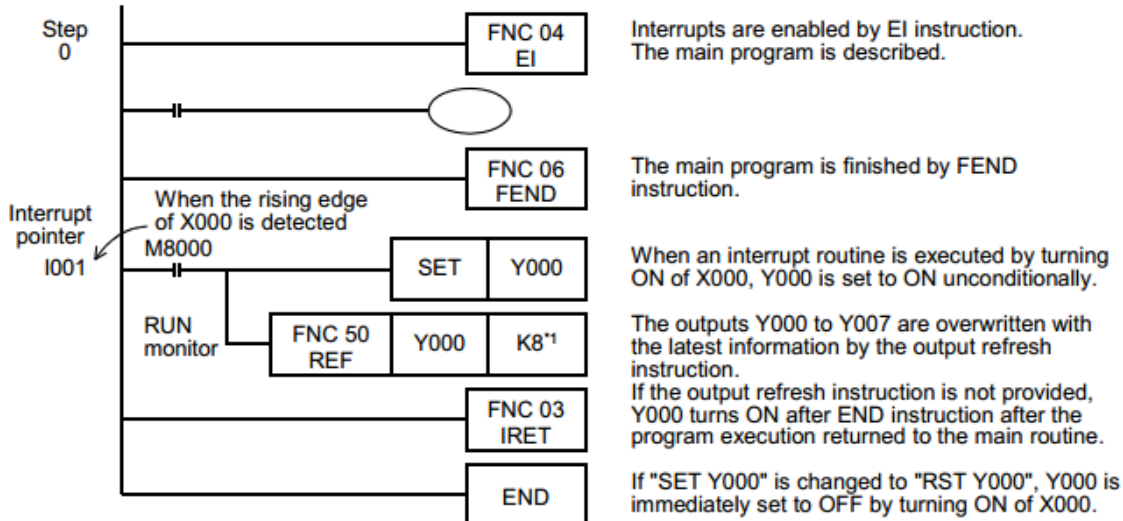 Step
0
FNC 04
EI
Interrupts are enabled by EI instruction.
The main program is described.
FNC 06
FEND
The main program is finished by FEND
instruction.
When the rising edge
of X000 is detected
Interrupt
pointer
I001
M8000
SET
Y000
When an interrupt routine is executed by turning
ON of X000, Y000 is set to ON unconditionally.
RUN
monitor
FNC 50
REF
Y000
K8*1
The outputs Y000 to Y007 are overwritten with
the latest information by the output refresh
instruction.
If the output refresh instruction is not provided,
Y000 turns ON after END instruction after the
program execution returned to the main routine.
FNC 03
IRET
END
If "SET Y000" is changed to "RST Y000", Y000 is
immediately set to OFF by turning ON of X000.